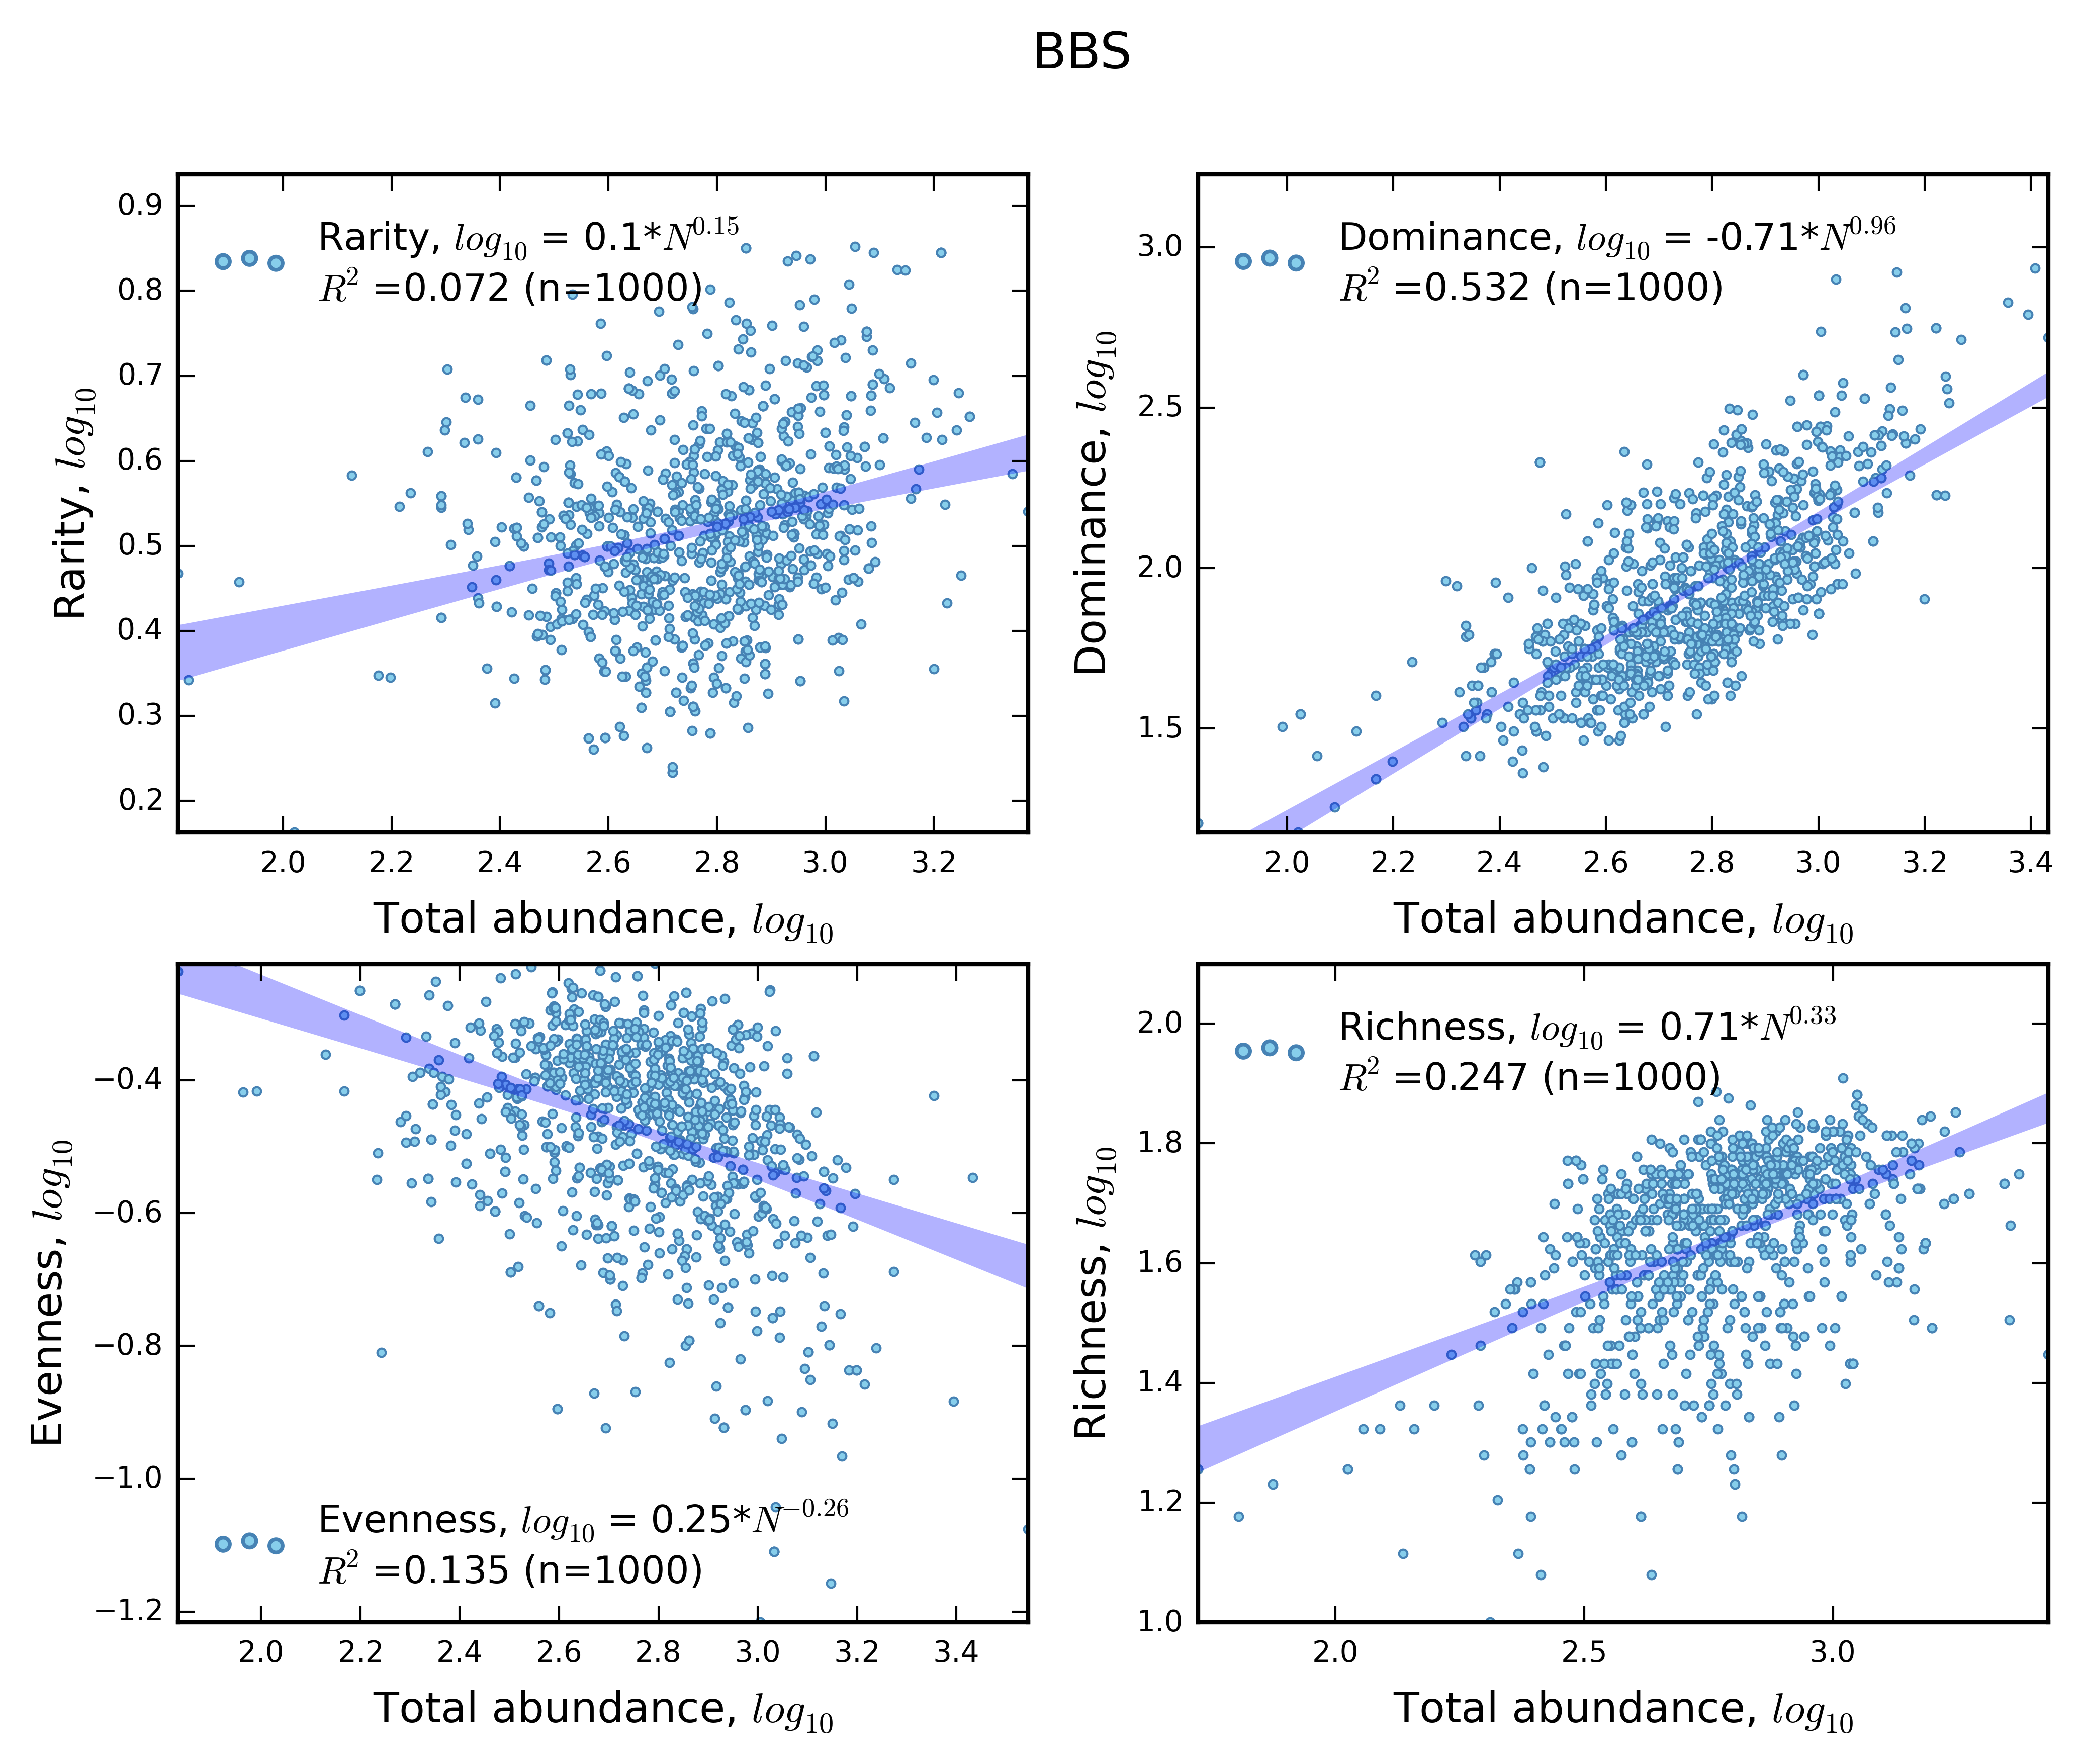 BBS
Rarity, log₁₀ = 0.1*N^0.15
R² =0.072 (n=1000)
0.9
0.8
0.7
0.6
0.5
0.4
0.3
0.2
Rarity, log₁₀
2.0 2.2 2.4 2.6 2.8 3.0 3.2
Total abundance, log₁₀
Dominance, log₁₀ = -0.71*N^0.96
R² =0.532 (n=1000)
3.0
2.5
2.0
1.5
Dominance, log₁₀
2.0 2.2 2.4 2.6 2.8 3.0 3.2 3.4
Total abundance, log₁₀
−0.4
−0.6
−0.8
−1.0
−1.2
Evenness, log₁₀
Evenness, log₁₀ = 0.25*N^−0.26
R² =0.135 (n=1000)
2.0 2.2 2.4 2.6 2.8 3.0 3.2 3.4
Total abundance, log₁₀
Richness, log₁₀ = 0.71*N^0.33
R² =0.247 (n=1000)
2.0
1.8
1.6
1.4
1.2
1.0
Richness, log₁₀
2.0 2.5 3.0
Total abundance, log₁₀